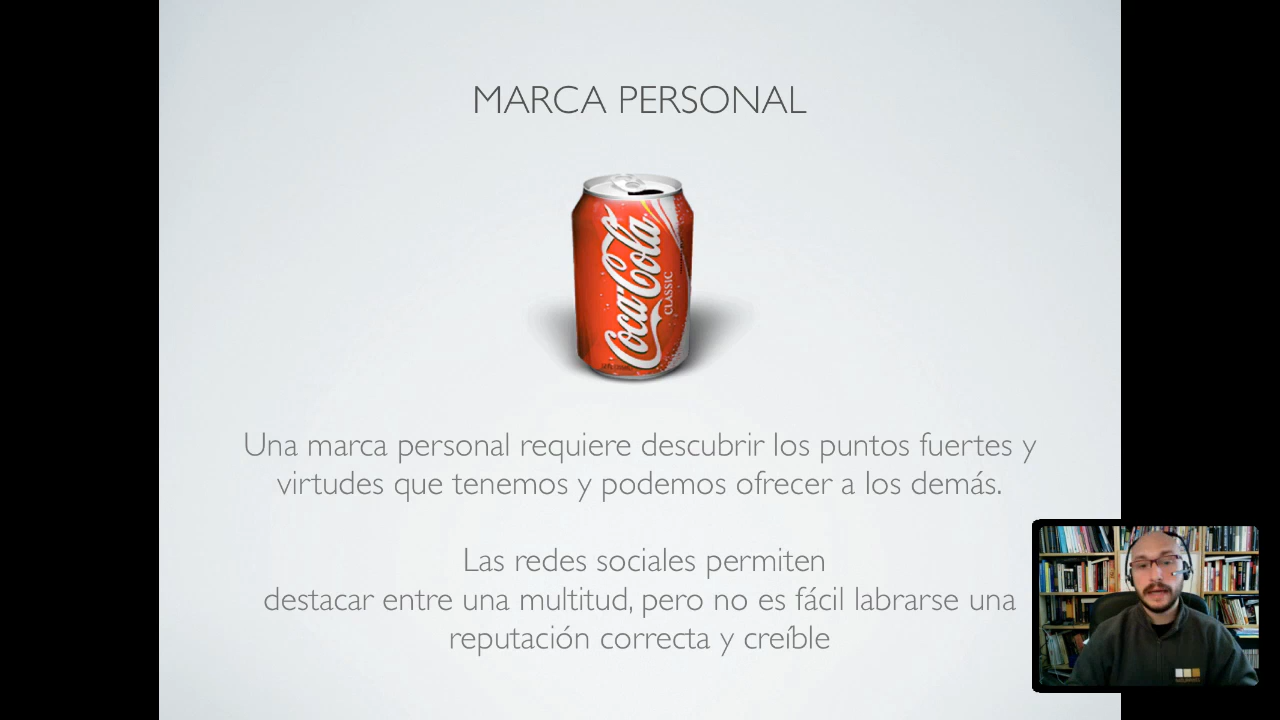 MARCA PERSONAL
Coca-Cola
CLASSIC
Una marca personal requiere descubrir los puntos fuertes y
virtudes que tenemos y podemos ofrecer a los demás.
Las redes sociales permiten
destacar entre una multitud, pero no es fácil labrarse una
reputación correcta y creíble